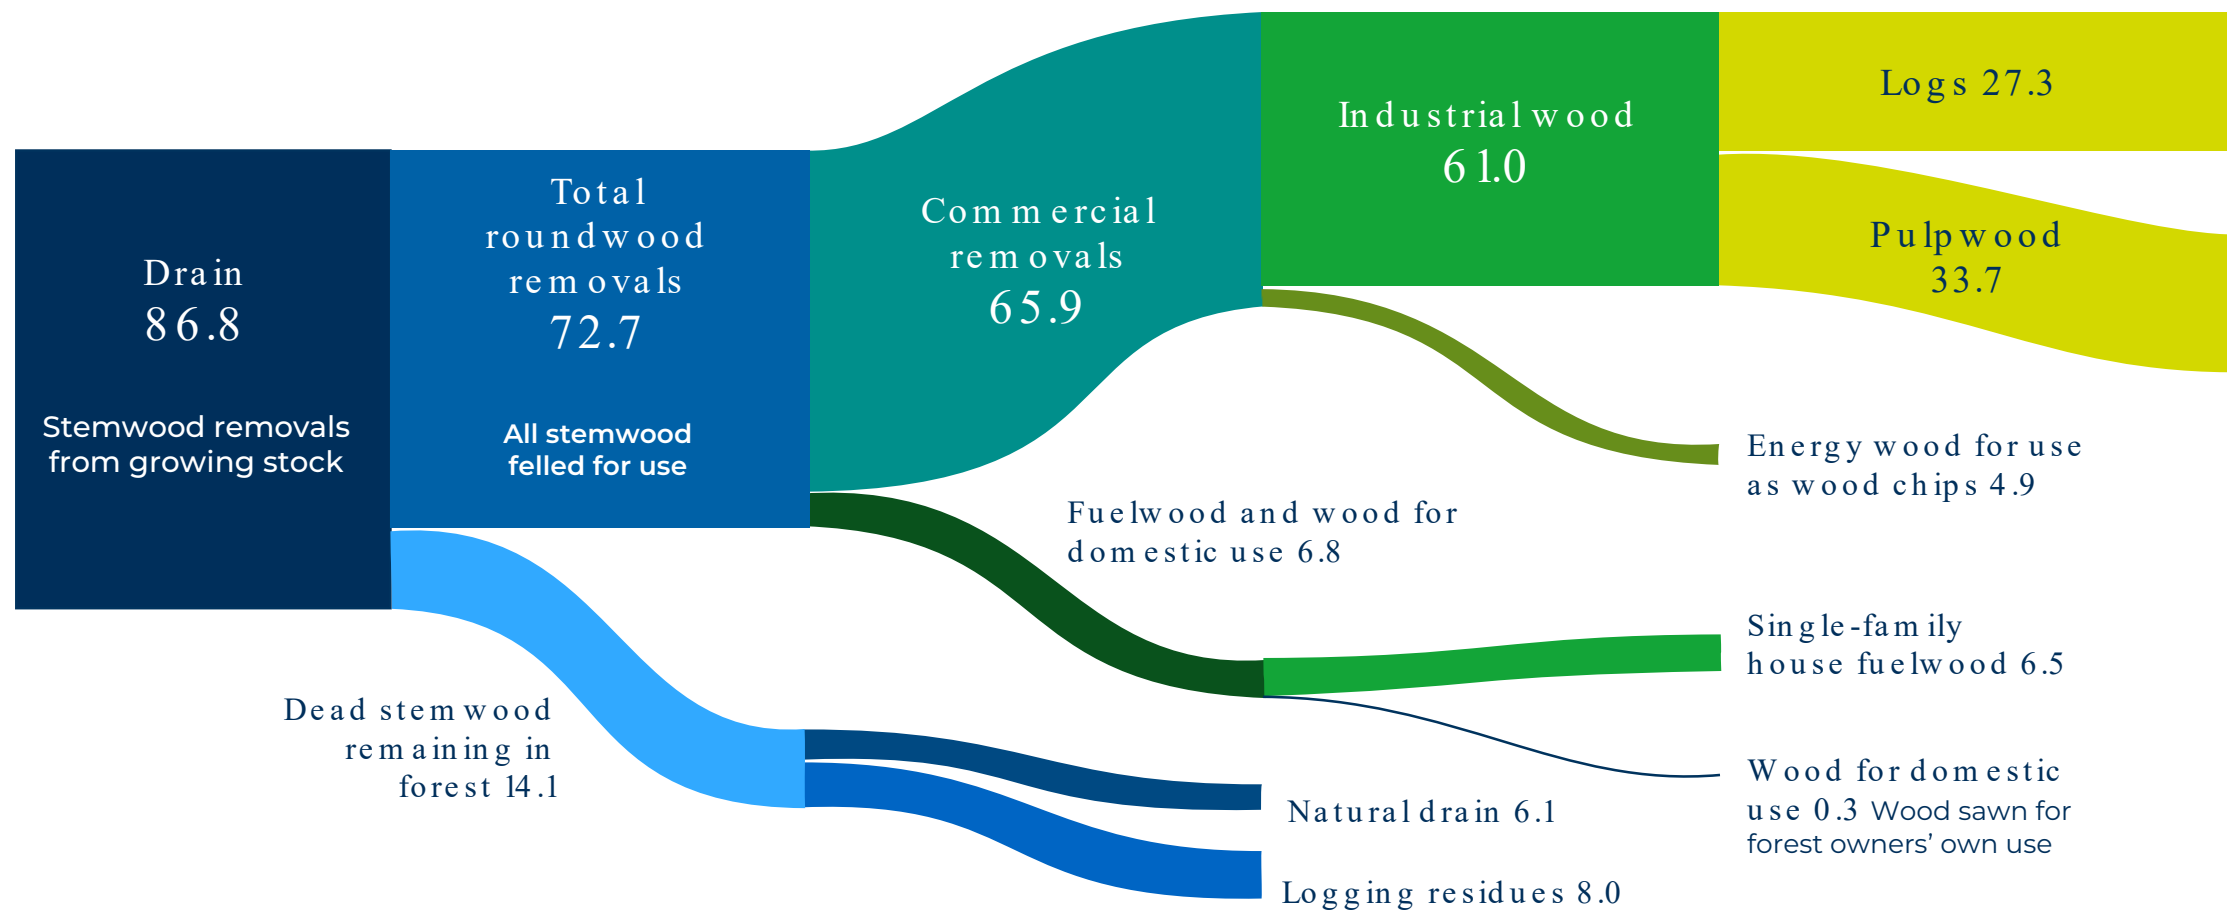 Drain
86.8
Stemwood removals
from growing stock
Total
roundwood
removals
72.7
All stemwood
felled for use
Commercial
removals
65.9
Industrial wood
61.0
Logs 27.3
Pulpwood
33.7
Energy wood for use
as wood chips 4.9
Fuelwood and wood for
domestic use 6.8
Single-family
house fuelwood 6.5
Wood for domestic
use 0.3 Wood sawn for
forest owners’ own use
Dead stemwood
remaining in
forest 14.1
Natural drain 6.1
Logging residues 8.0